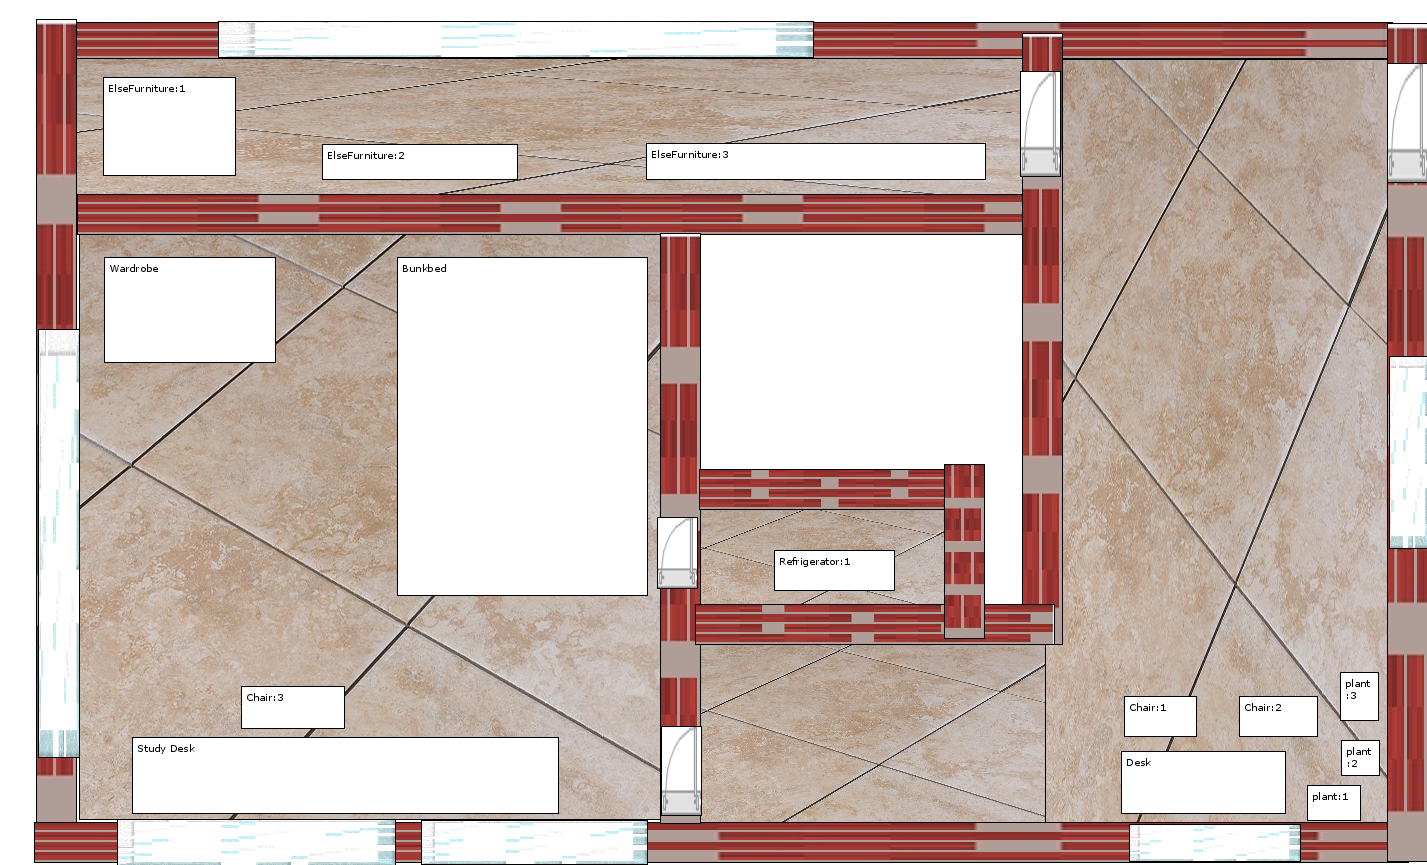 ElseFurniture:1
ElseFurniture:2
ElseFurniture:3
Wardrobe
Bunkbed
Refrigerator:1
Chair:3
Study Desk
Chair:1
Chair:2
plant
:3
Desk
plant
:2
plant:1